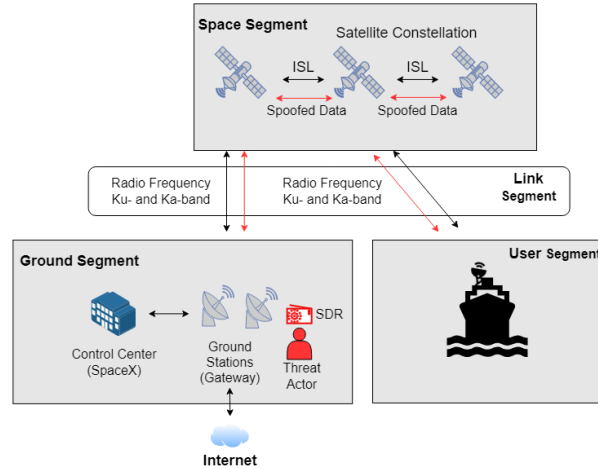 Space Segment
Satellite Constellation
ISL
ISL
Spoofed Data
Spoofed Data
Radio Frequency
Ku- and Ka-band
Radio Frequency
Ku- and Ka-band
Link
Segment
Ground Segment
User Segment
SDR
Control Center
(SpaceX)
Ground
Stations
(Gateway)
Threat
Actor
Internet